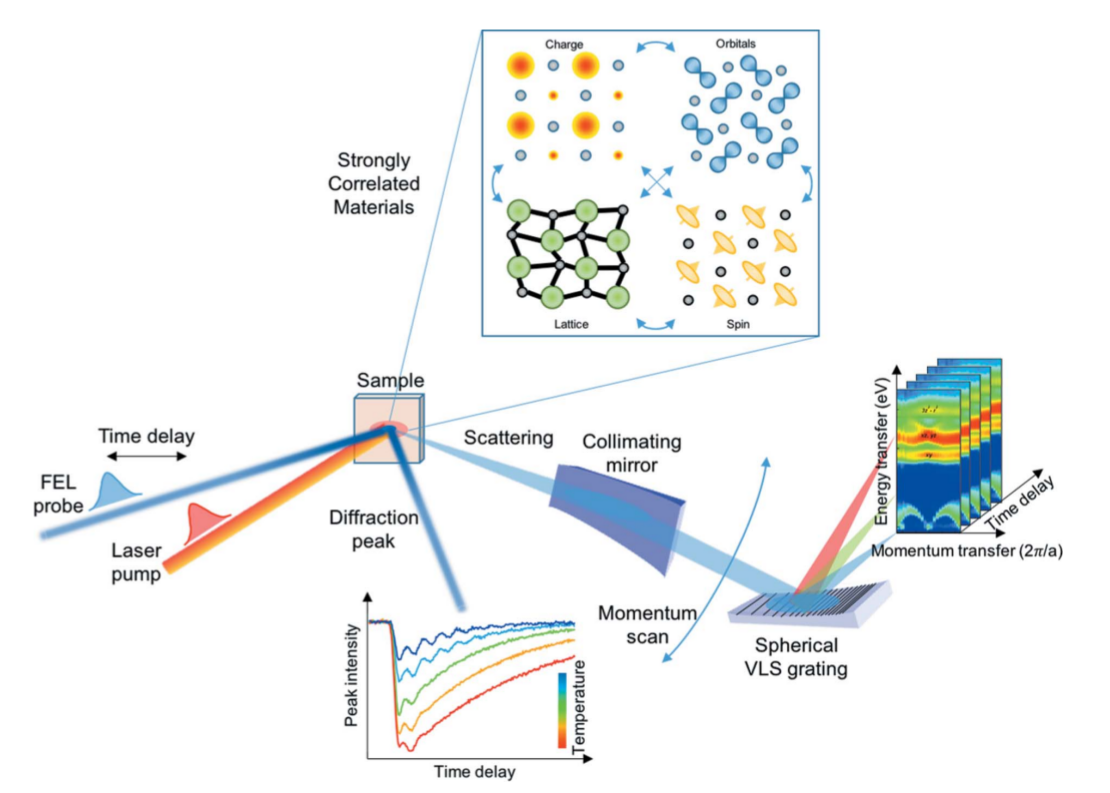 Charge
Orbitals
Strongly
Correlated
Materials
Lattice
Spin
Sample
Time delay
FEL
probe
Laser
pump
Diffraction
peak
Scattering
Collimating
mirror
Momentum
scan
Spherical
VLS grating
Energy transfer (eV)
Time delay
Momentum transfer (2π/a)
Peak intensity
Temperature
Time delay